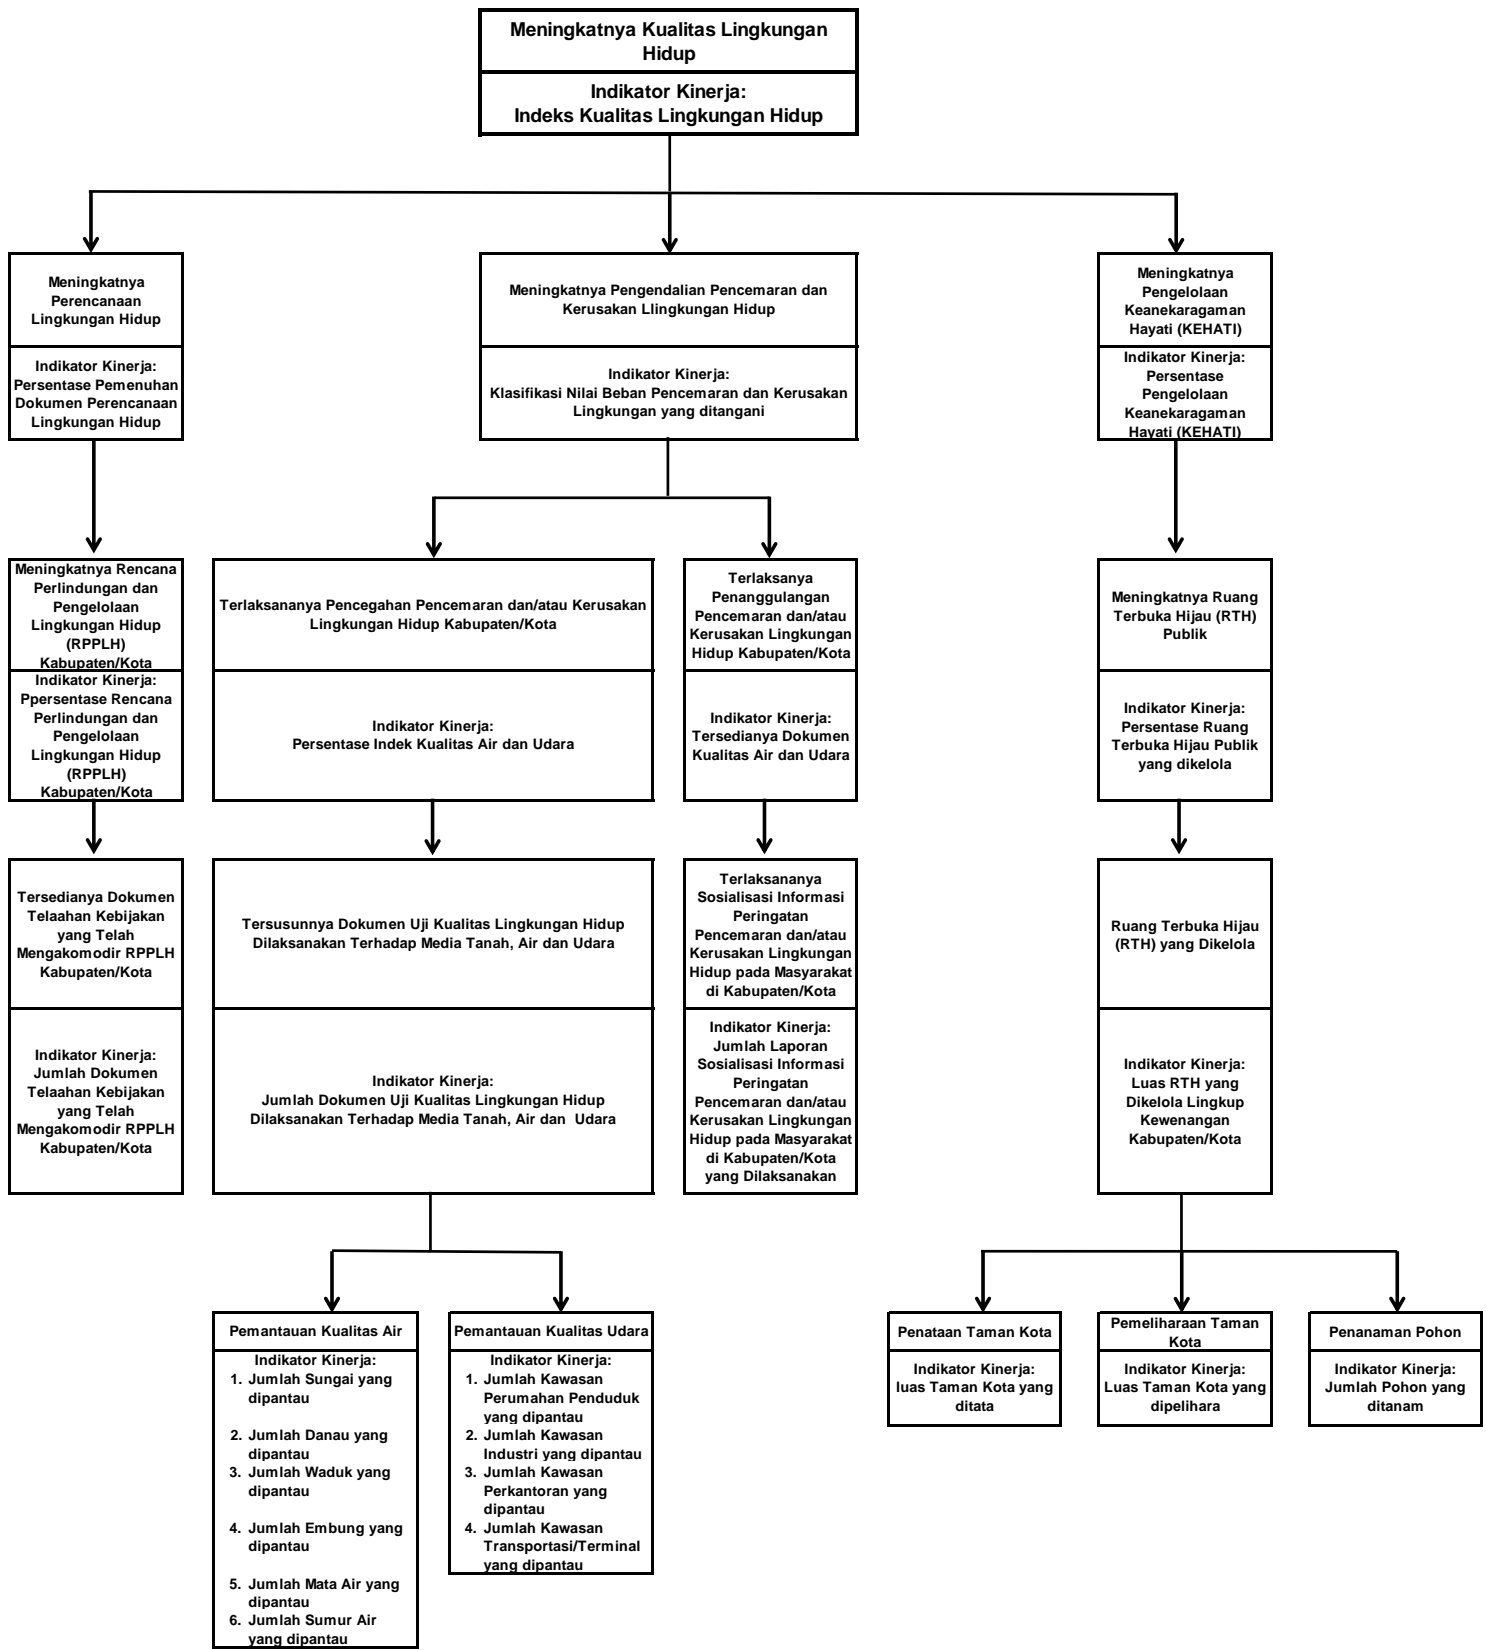 Meningkatnya Kualitas Lingkungan
Hidup
Indikator Kinerja:
Indeks Kualitas Lingkungan Hidup
Meningkatnya
Perencanaan
Lingkungan Hidup
Indikator Kinerja:
Persentase Pemenuhan
Dokumen Perencanaan
Lingkungan Hidup
Meningkatnya Pengendalian Pencemaran dan
Kerusakan Llingkungan Hidup
Indikator Kinerja:
Klasifikasi Nilai Beban Pencemaran dan Kerusakan
Lingkungan yang ditangani
Meningkatnya
Pengelolaan
Keanekaragaman
Hayati (KEHATI)
Indikator Kinerja:
Persentase
Pengelolaan
Keanekaragaman
Hayati (KEHATI)
Meningkatnya Rencana
Perlindungan dan
Pengelolaan
Lingkungan Hidup
(RPPLH)
Kabupaten/Kota
Indikator Kinerja:
Ppersentase Rencana
Perlindungan dan
Pengelolaan
Lingkungan Hidup
(RPPLH)
Kabupaten/Kota
Terlaksananya Pencegahan Pencemaran dan/atau Kerusakan
Lingkungan Hidup Kabupaten/Kota
Indikator Kinerja:
Persentase Indek Kualitas Air dan Udara
Terlaksanya
Penanggulangan
Pencemaran dan/atau
Kerusakan Lingkungan
Hidup Kabupaten/Kota
Indikator Kinerja:
Tersedianya Dokumen
Kualitas Air dan Udara
Meningkatnya Ruang
Terbuka Hijau (RTH)
Publik
Indikator Kinerja:
Persentase Ruang
Terbuka Hijau Publik
yang dikelola
Tersedianya Dokumen
Telaahan Kebijakan
yang Telah
Mengakomodir RPPLH
Kabupaten/Kota
Indikator Kinerja:
Jumlah Dokumen
Telaahan Kebijakan
yang Telah
Mengakomodir RPPLH
Kabupaten/Kota
Tersusunnya Dokumen Uji Kualitas Lingkungan Hidup
Dilaksanakan Terhadap Media Tanah, Air dan Udara
Indikator Kinerja:
Jumlah Dokumen Uji Kualitas Lingkungan Hidup
Dilaksanakan Terhadap Media Tanah, Air dan  Udara
Terlaksananya
Sosialisasi Informasi
Peringatan
Pencemaran dan/atau
Kerusakan Lingkungan
Hidup pada Masyarakat
di Kabupaten/Kota
Indikator Kinerja:
Jumlah Laporan
Sosialisasi Informasi
Peringatan
Pencemaran dan/atau
Kerusakan Lingkungan
Hidup pada Masyarakat
di Kabupaten/Kota
yang Dilaksanakan
Ruang Terbuka Hijau
(RTH) yang Dikelola
Indikator Kinerja:
Luas RTH yang
Dikelola Lingkup
Kewenangan
Kabupaten/Kota
Pemantauan Kualitas Air
Indikator Kinerja:
1. Jumlah Sungai yang
dipantau
2. Jumlah Danau yang
dipantau
3. Jumlah Waduk yang
dipantau
4. Jumlah Embung yang
dipantau
5. Jumlah Mata Air yang
dipantau
6. Jumlah Sumur Air
yang dipantau
Pemantauan Kualitas Udara
Indikator Kinerja:
1. Jumlah Kawasan
Perumahan Penduduk
yang dipantau
2. Jumlah Kawasan
Industri yang dipantau
3. Jumlah Kawasan
Perkantoran yang
dipantau
4. Jumlah Kawasan
Transportasi/Terminal
yang dipantau
Penataan Taman Kota
Indikator Kinerja:
luas Taman Kota yang
ditata
Pemeliharaan Taman
Kota
Indikator Kinerja:
Luas Taman Kota yang
dipelihara
Penanaman Pohon
Indikator Kinerja:
Jumlah Pohon yang
ditanam